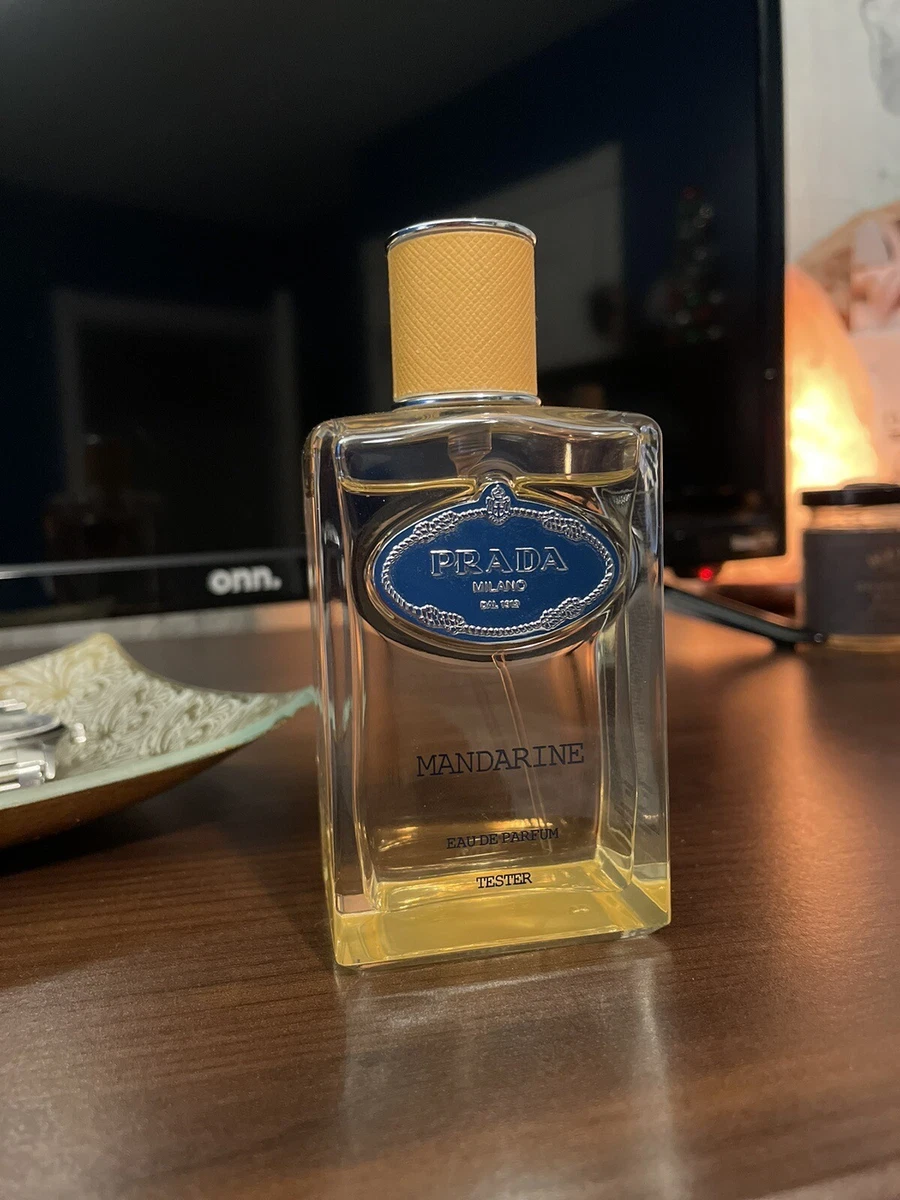 onn.
PRADA
MILANO
DAL 1913
MANDARINE
EAU DE PARFUM
TESTER